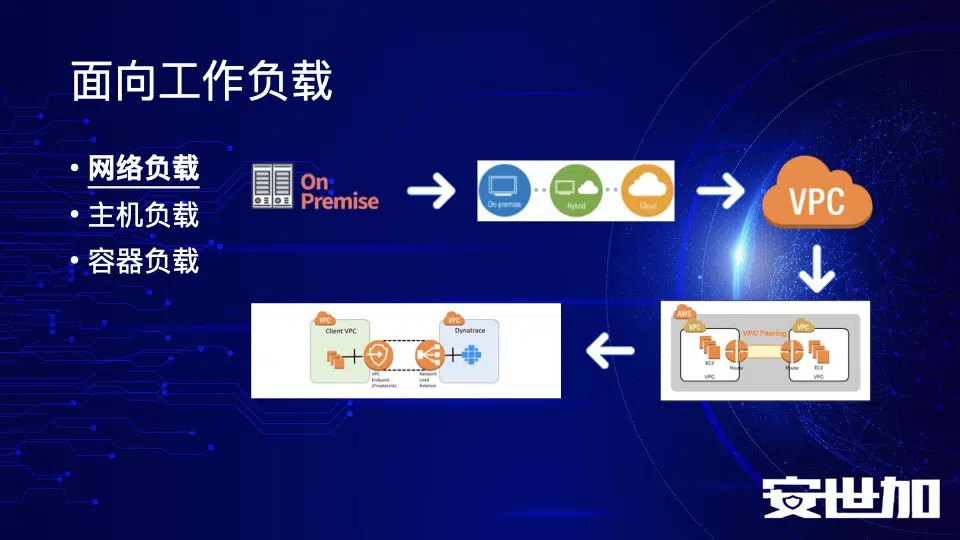 面向工作负载
• 网络负载
• 主机负载
• 容器负载
On
Premise
On-premise
Hybrid
Cloud
VPC
AWS
VPC
VPC
VPC Peering
EC2
EC2
Router
Router
VPC
VPC
VPC
VPC
Client VPC
Dynatrace
VPC
Endpoint
(PrivateLink)
Network
Load
Balancer
安世加